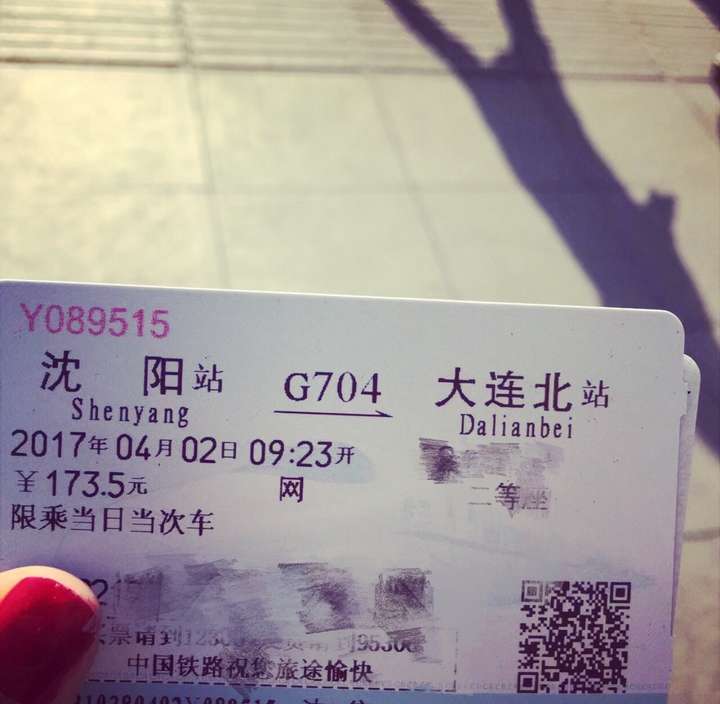 Y089515
沈 阳站 G704 大连北站
Shenyang Dalianbei
2017年04月02日 09:23开
¥173.5元 网 二等座
限乘当日当次车
中国铁路祝您旅途愉快